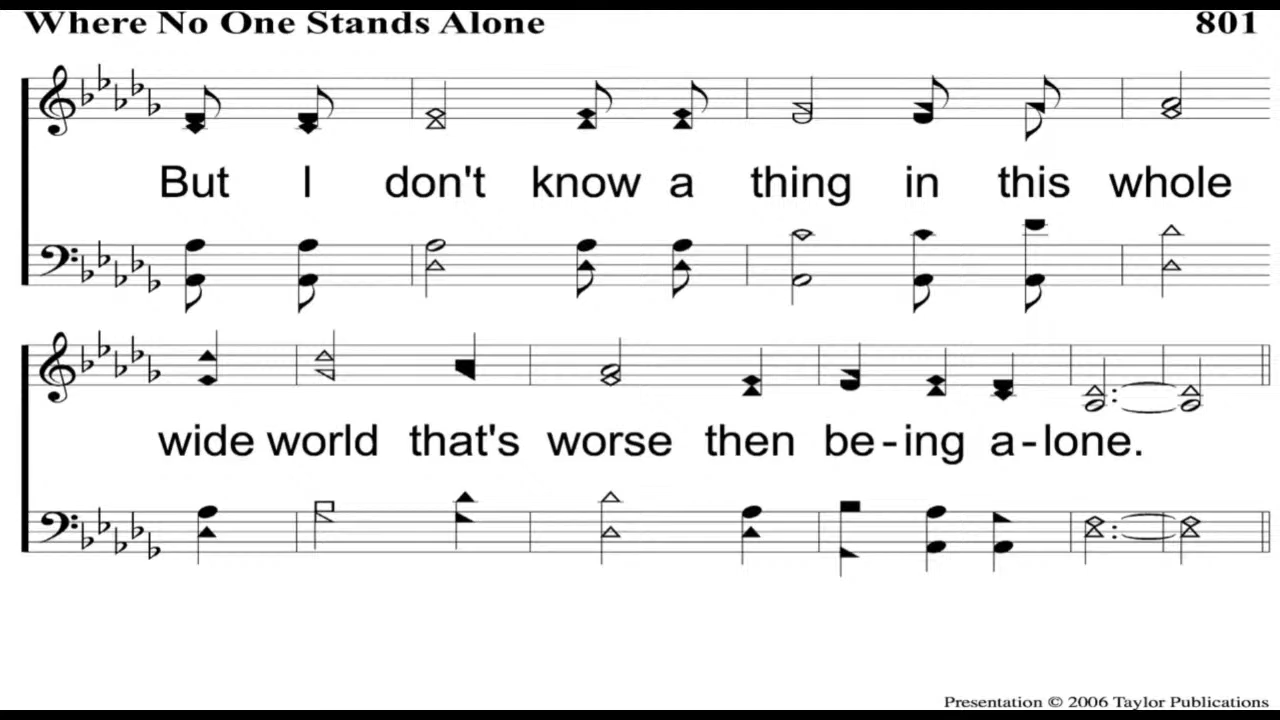 Where No One Stands Alone 801
But I don't know a thing in this whole
wide world that's worse then be-ing a-lone.
Presentation © 2006 Taylor Publications